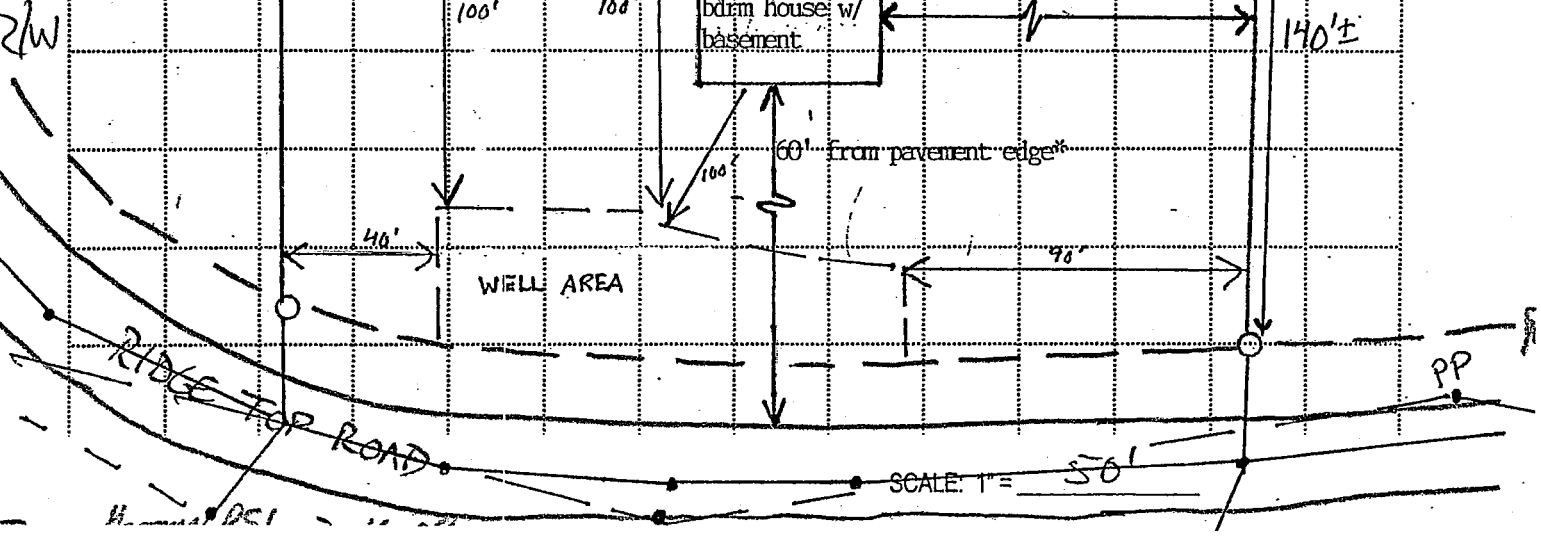 R/W
100'
100'
bdrm house w/
basement
140'±
60' from pavement edge*
100'
40'
90'
WELL AREA
RIDGE TOP ROAD
PP
SCALE: 1"= 50'